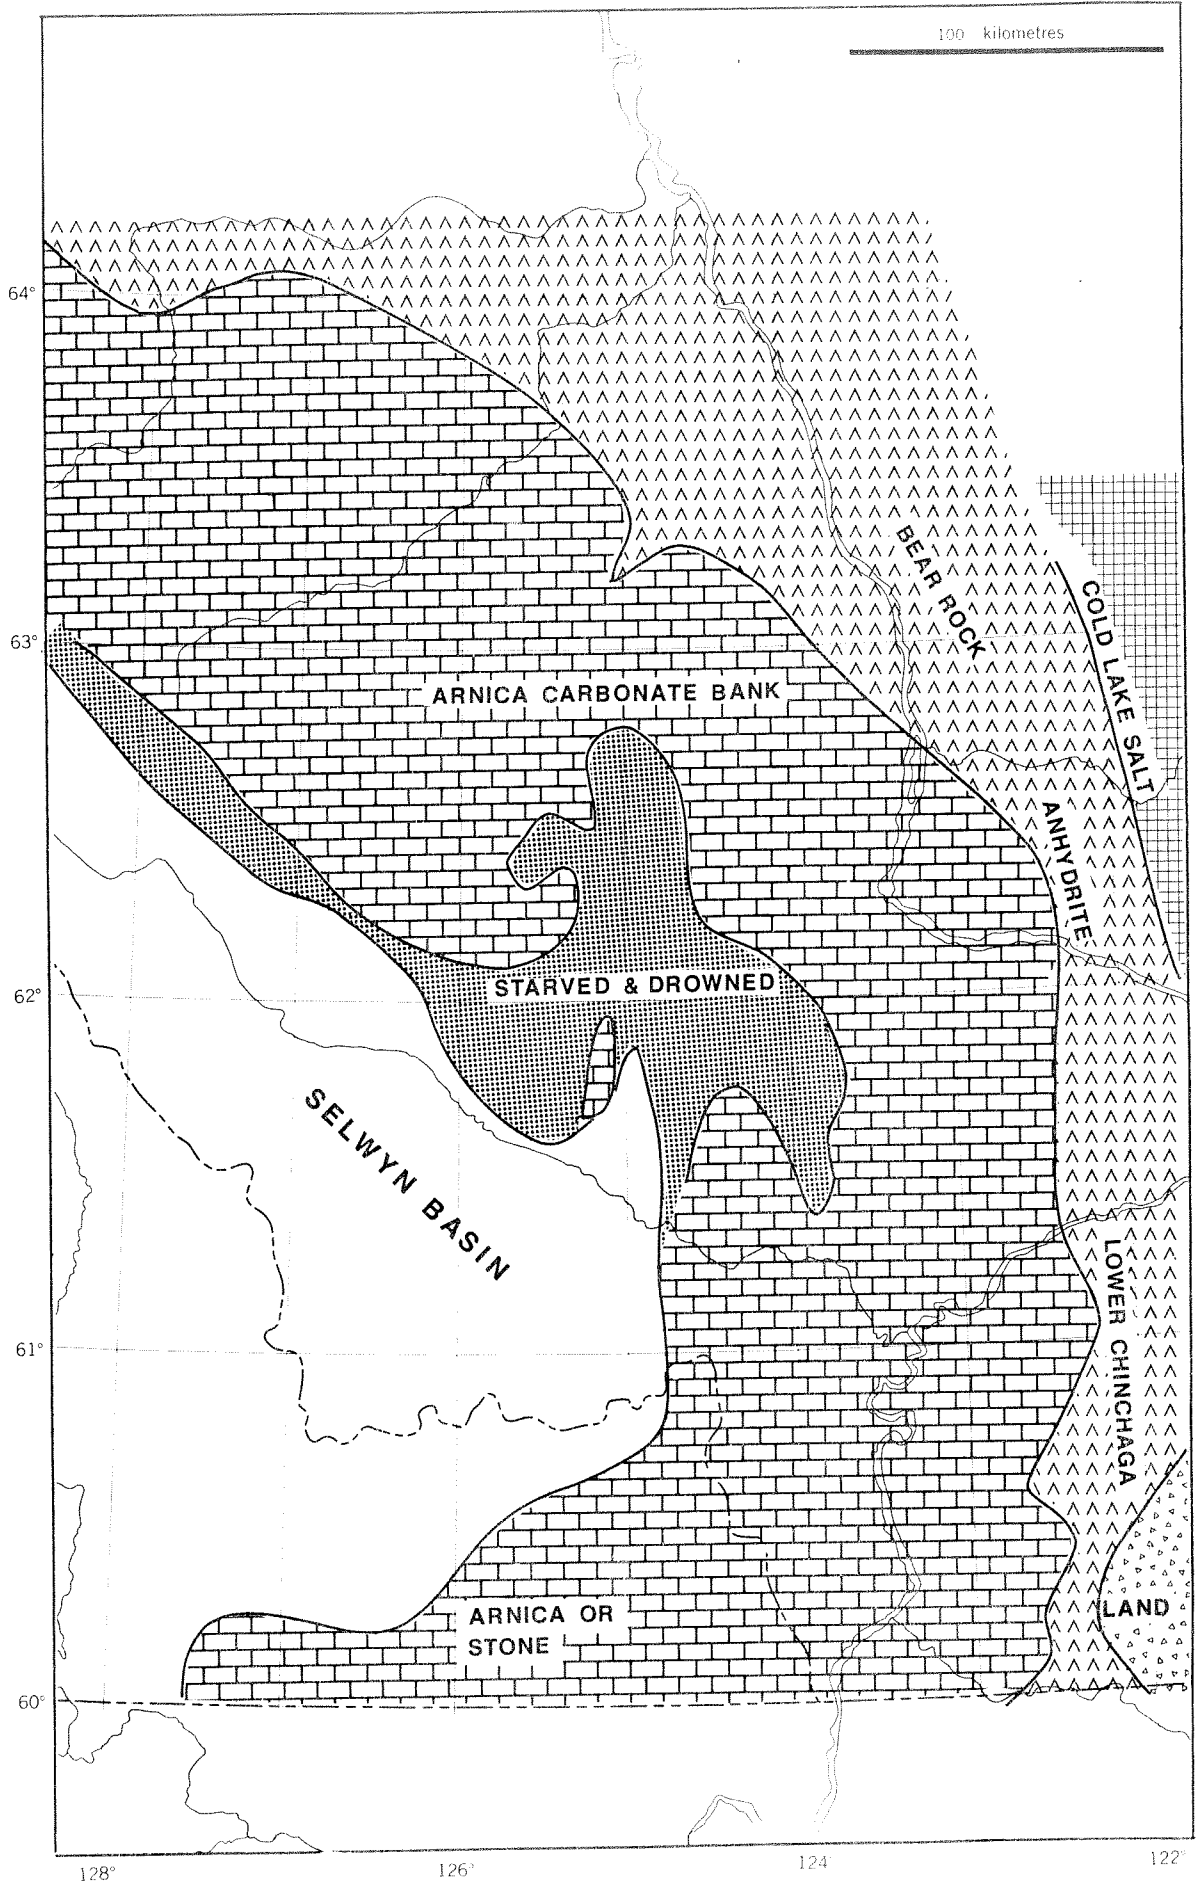 100 kilometres
64°
BEAR ROCK
COLD LAKE SALT
63°
ARNICA CARBONATE BANK
ANHYDRITE
62°
STARVED & DROWNED
SELWYN BASIN
LOWER CHINCHAGA
61°
LAND
ARNICA OR
STONE
60°
128°
126°
124
122°